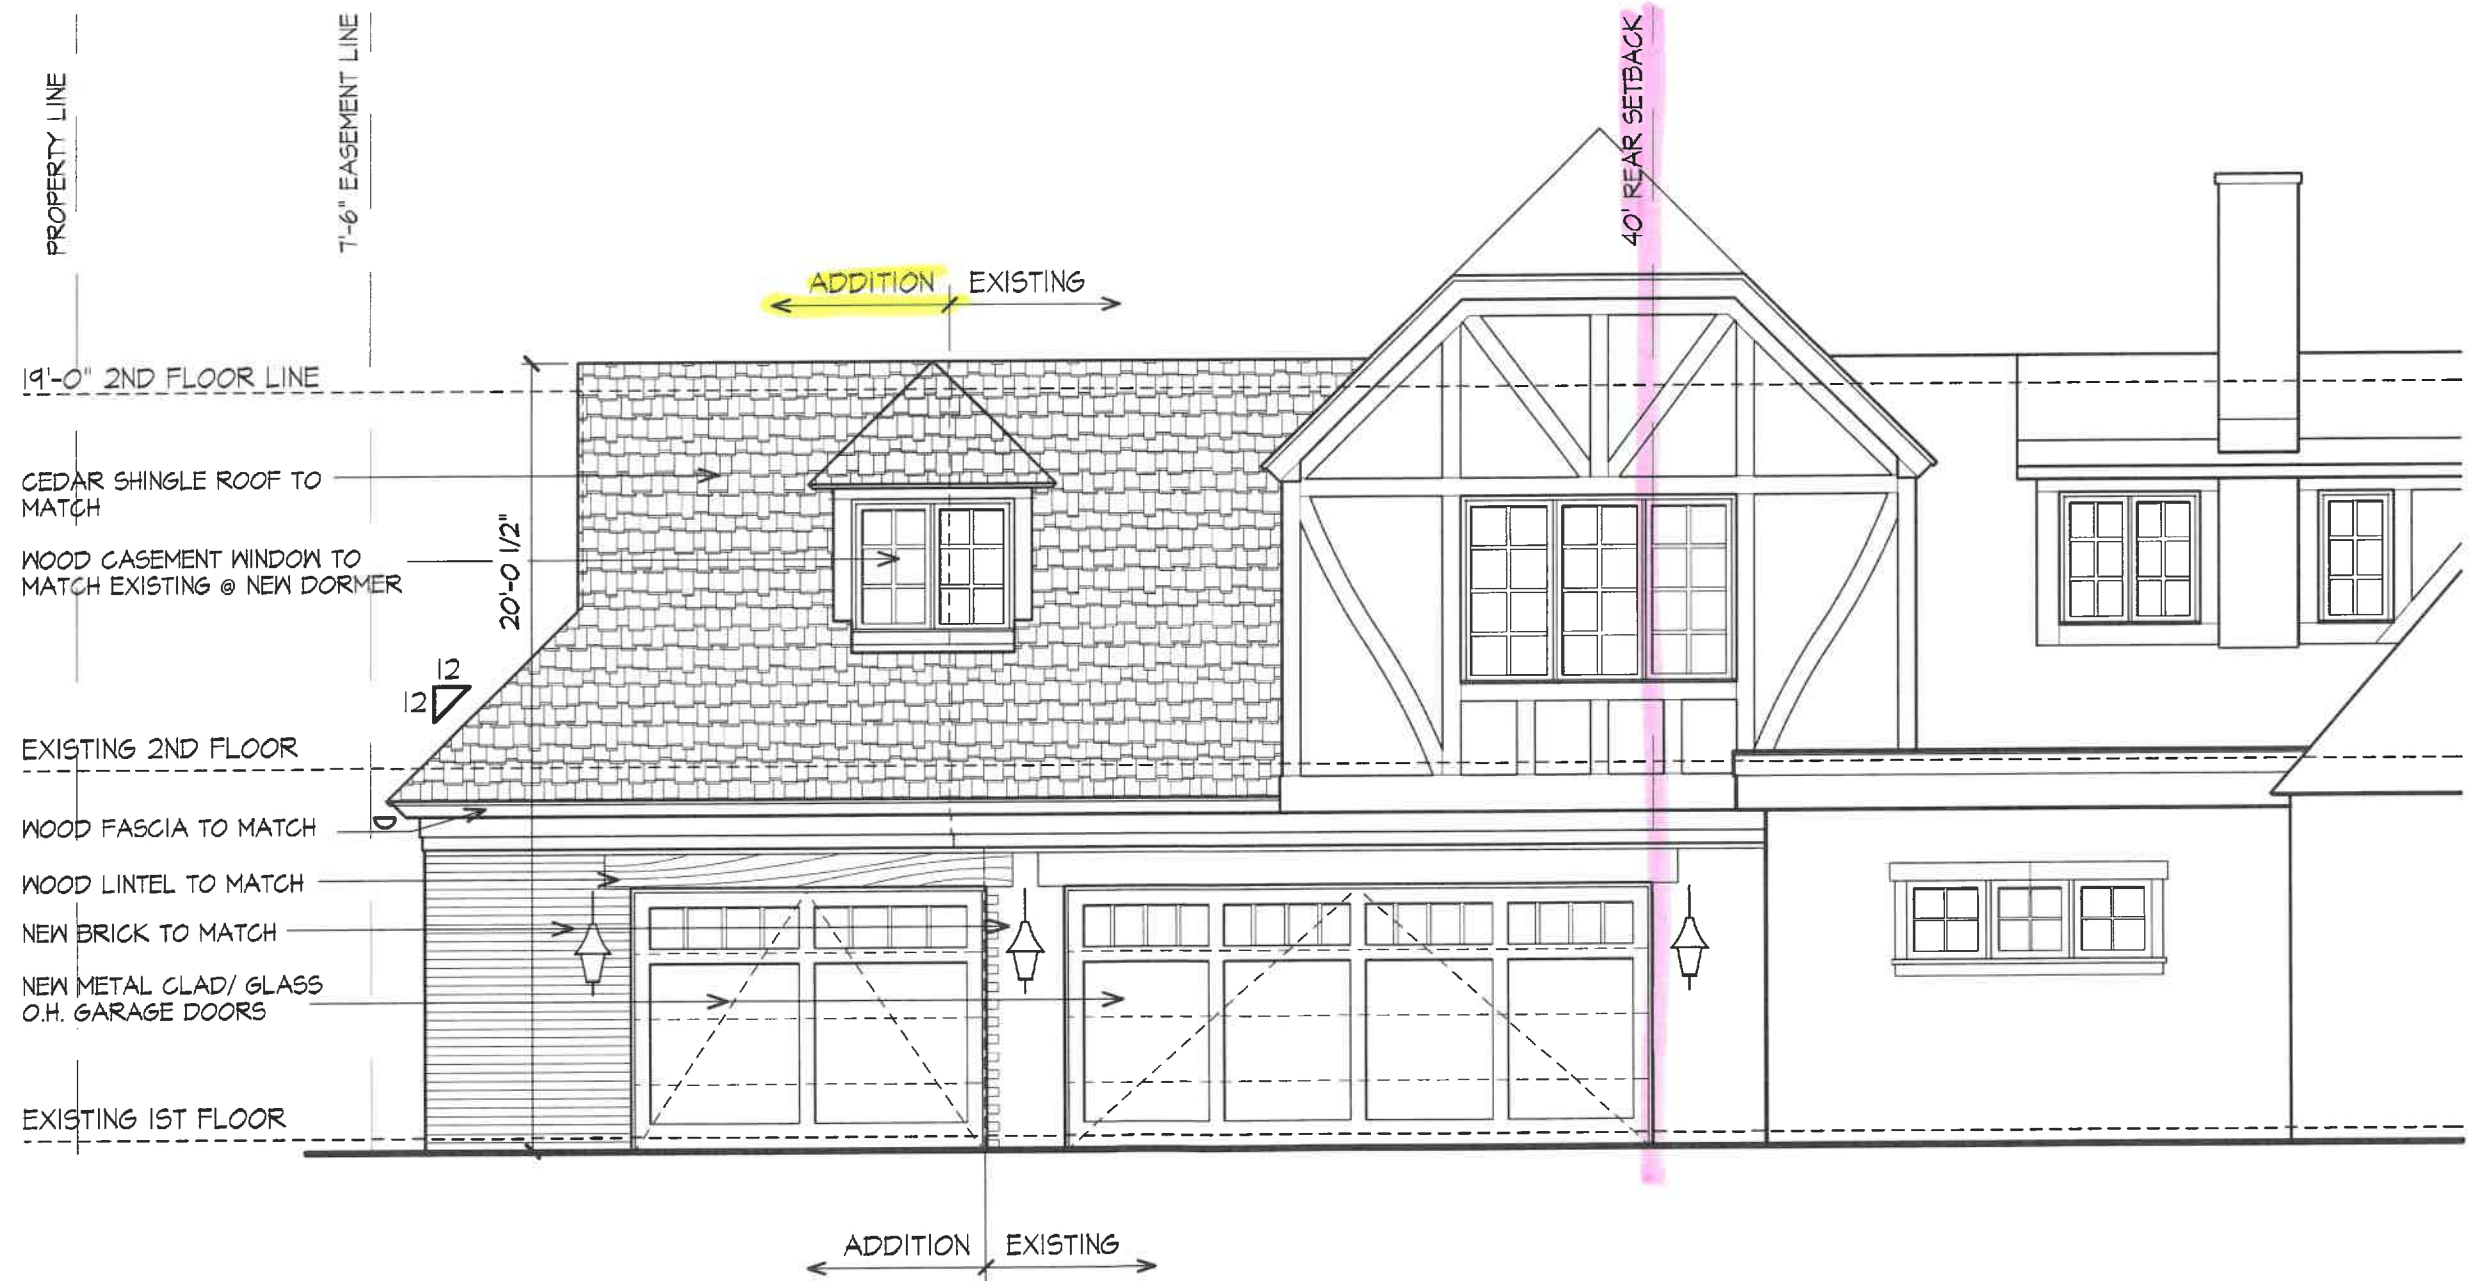 PROPERTY LINE
7'-6" EASEMENT LINE
40' REAR SETBACK
ADDITION
EXISTING
19'-0" 2ND FLOOR LINE
CEDAR SHINGLE ROOF TO
MATCH
WOOD CASEMENT WINDOW TO
MATCH EXISTING @ NEW DORMER
20'-0 1/2"
12
12
EXISTING 2ND FLOOR
WOOD FASCIA TO MATCH
WOOD LINTEL TO MATCH
NEW BRICK TO MATCH
NEW METAL CLAD/ GLASS
O.H. GARAGE DOORS
EXISTING 1ST FLOOR
ADDITION
EXISTING